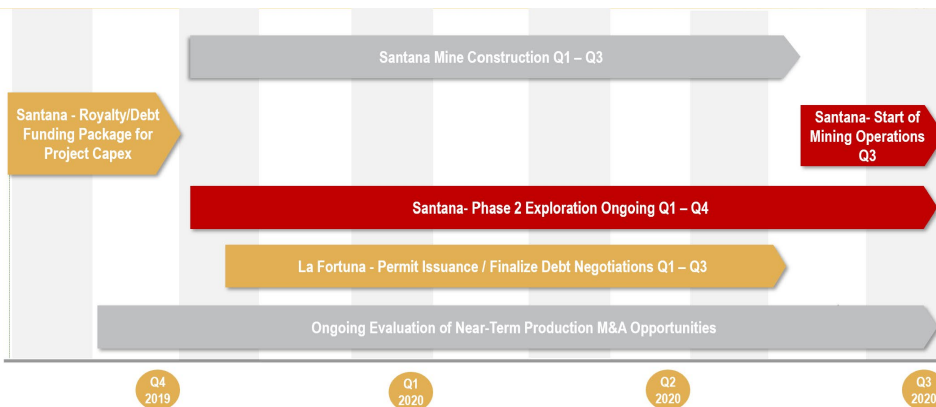 Santana Mine Construction Q1 – Q3
Santana - Royalty/Debt
Funding Package for
Project Capex
Santana- Start of
Mining Operations
Q3
Santana- Phase 2 Exploration Ongoing Q1 – Q4
La Fortuna - Permit Issuance / Finalize Debt Negotiations Q1 – Q3
Ongoing Evaluation of Near-Term Production M&A Opportunities
Q4
2019
Q1
2020
Q2
2020
Q3
2020